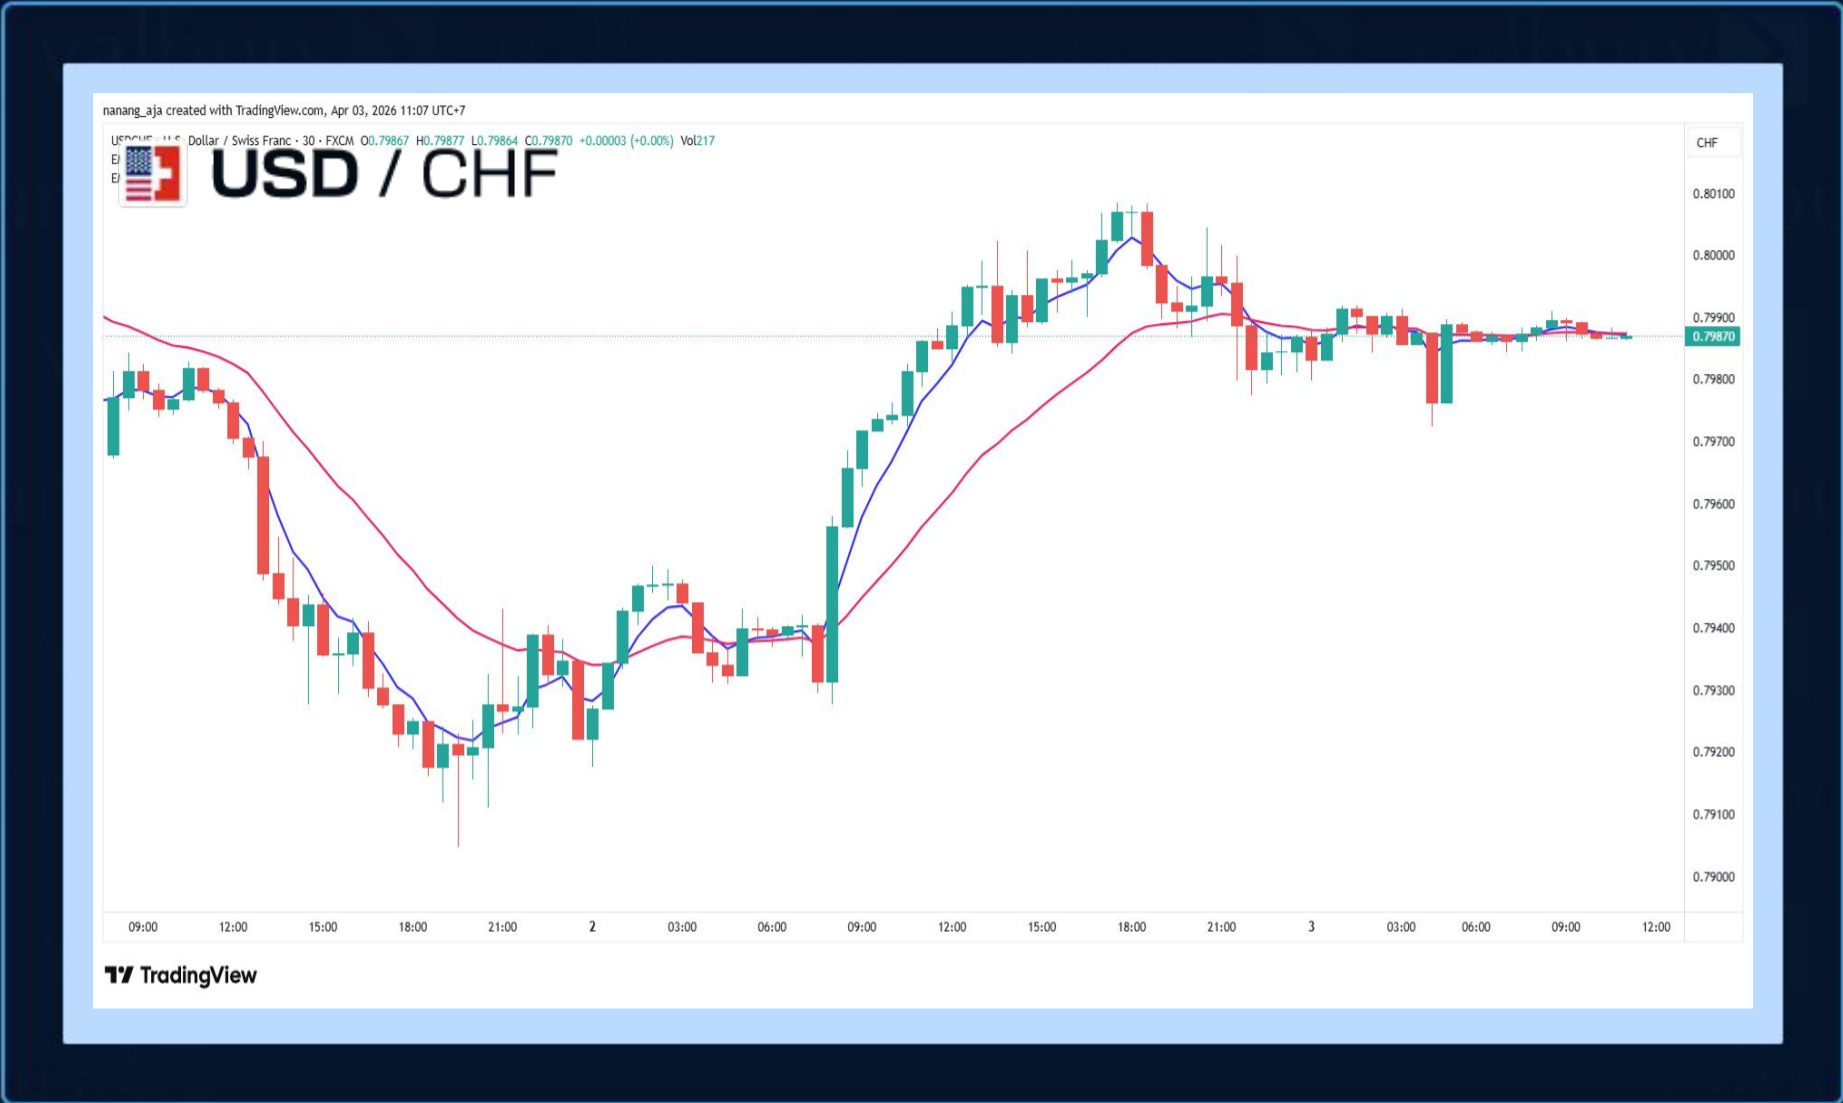 nanang_aja created with TradingView.com, Apr 03, 2026 11:07 UTC+7
Dollar / Swiss Franc · 30 · FXCM O0.79867 H0.79877 L0.79864 C0.79870 +0.00003 (+0.00%) Vol217
USD / CHF
CHF
0.80100
0.80000
0.79900
0.79870
0.79800
0.79700
0.79600
0.79500
0.79400
0.79300
0.79200
0.79100
0.79000
09:00 12:00 15:00 18:00 21:00 2 03:00 06:00 09:00 12:00 15:00 18:00 21:00 3 03:00 06:00 09:00 12:00
TradingView